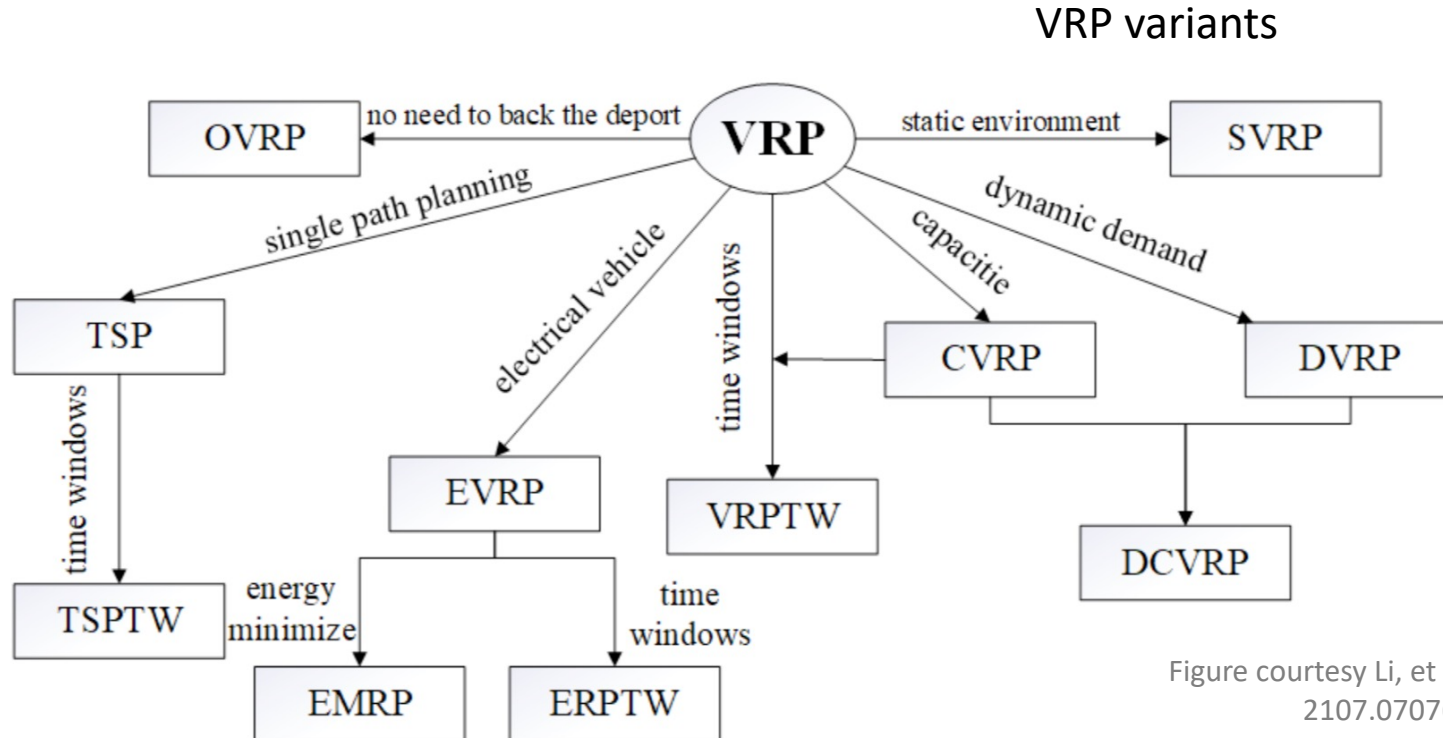 VRP variants
no need to back the deport
VRP
static environment
OVRP
SVRP
single path planning
electrical vehicle
time windows
capacitie
dynamic demand
TSP
CVRP
DVRP
time windows
EVRP
VRPTW
DCVRP
TSPTW
energy
minimize
time
windows
EMRP
ERPTW
Figure courtesy Li, et